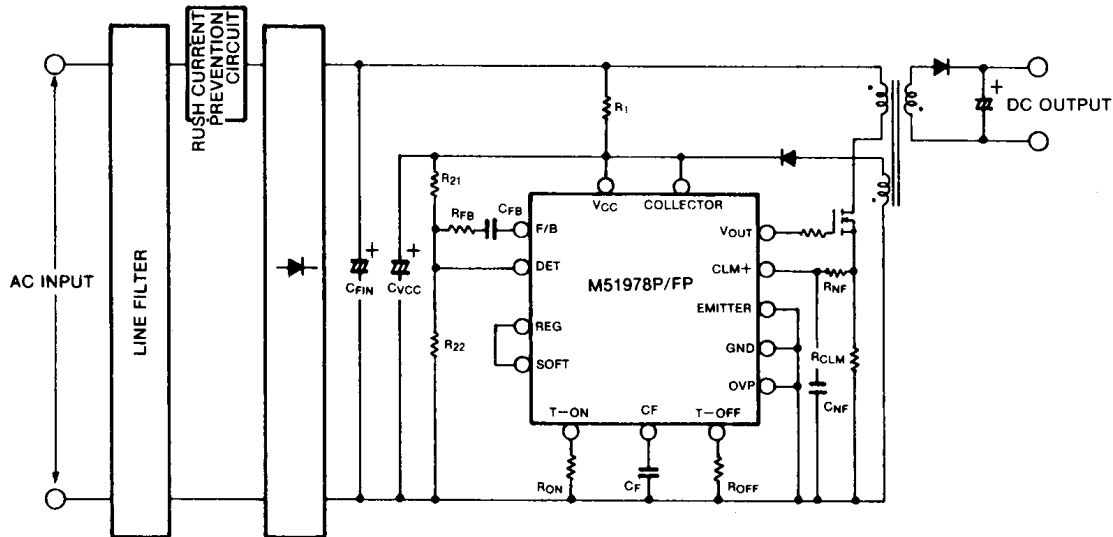 AC INPUT
LINE FILTER
RUSH CURRENT
PREVENTION
CIRCUIT
+
CFIN
+
CVCC
R21
RFB
CFB
R22
R1
VCC
COLLECTOR
F/B
DET
REG
SOFT
M51978P/FP
VOUT
CLM+
EMITTER
GND
OVP
T-ON
CF
T-OFF
RON
CF
ROFF
RNF
RCLM
CNF
+
DC OUTPUT